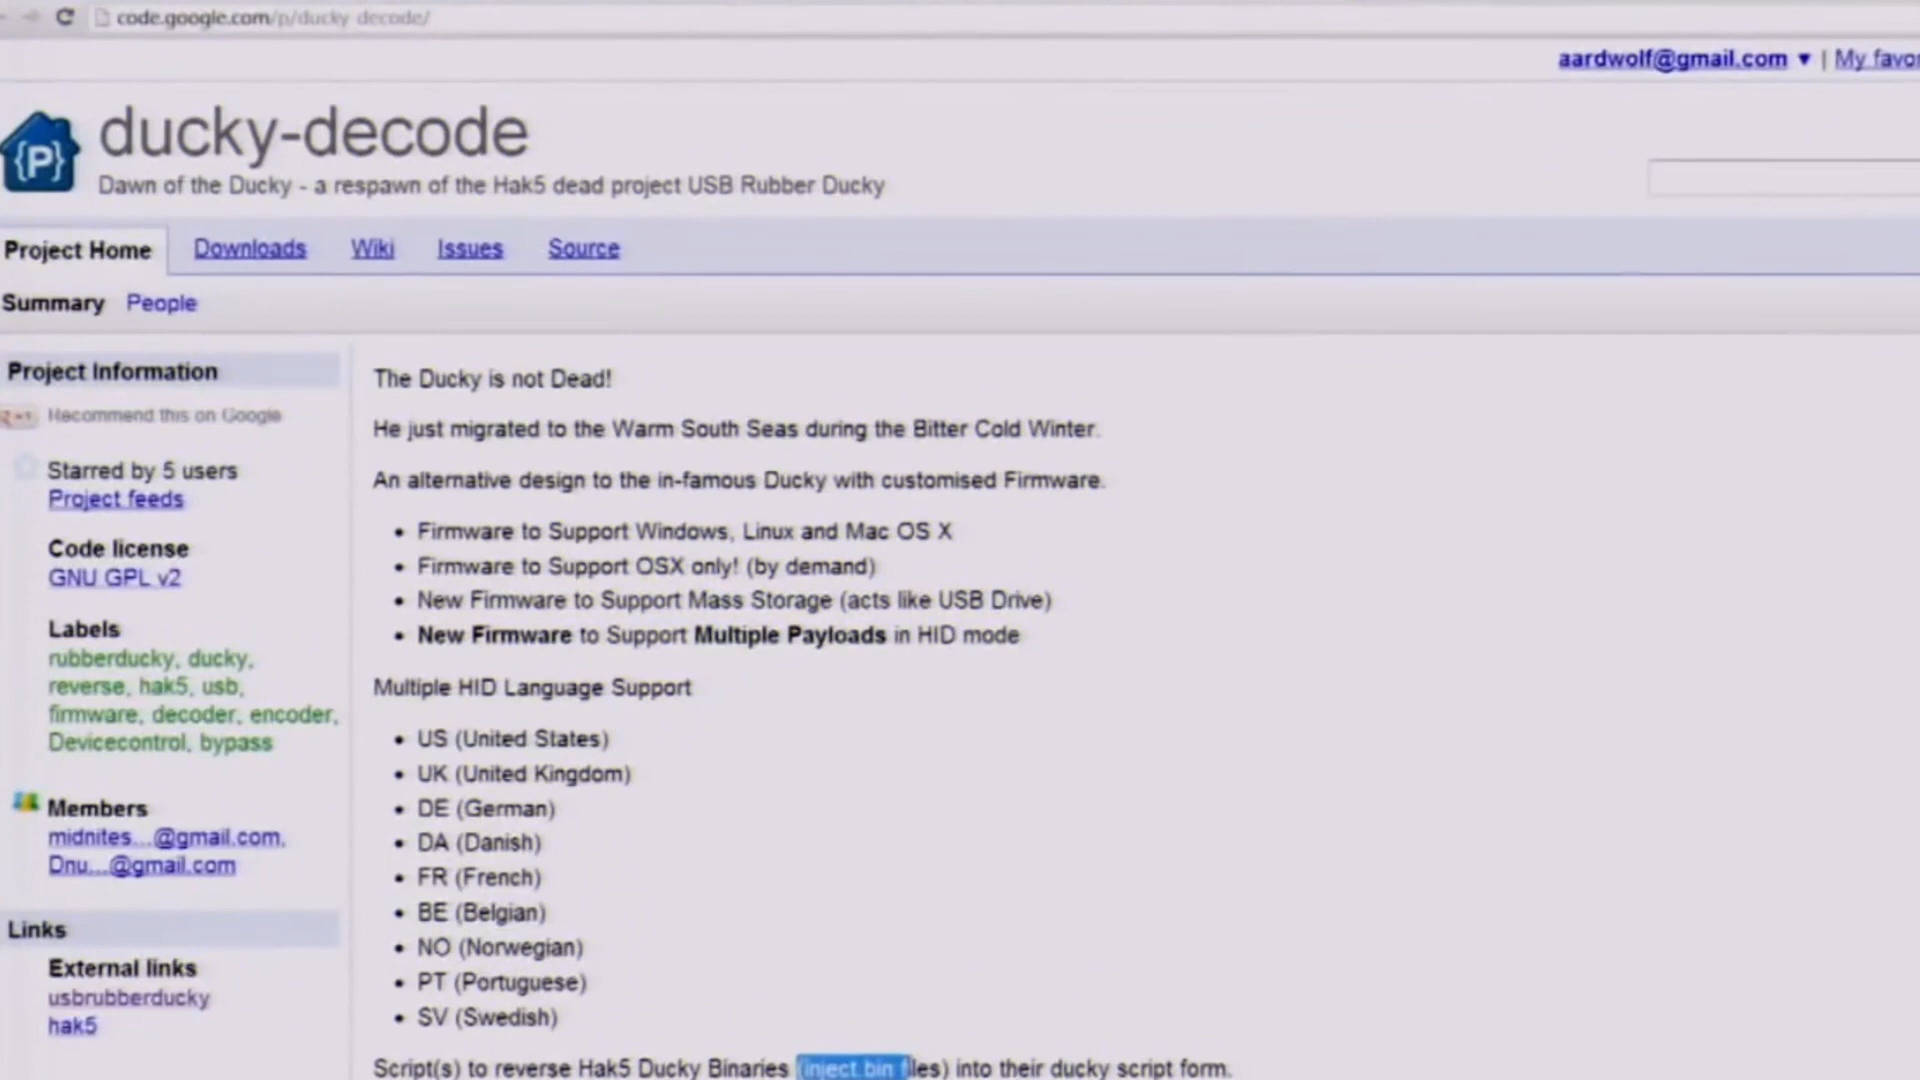 code.google.com/p/ducky-decode/
aardwolf@gmail.com ▼ | My favor
{P}
ducky-decode
Dawn of the Ducky - a respawn of the Hak5 dead project USB Rubber Ducky
Project Home Downloads Wiki Issues Source
Summary People
Project Information
Recommend this on Google
Starred by 5 users
Project feeds
Code license
GNU GPL v2
Labels
rubberducky, ducky,
reverse, hak5, usb,
firmware, decoder, encoder,
Devicecontrol, bypass
Members
midnites...@gmail.com,
Dnu...@gmail.com
Links
External links
usbrubberducky
hak5
The Ducky is not Dead!
He just migrated to the Warm South Seas during the Bitter Cold Winter.
An alternative design to the in-famous Ducky with customised Firmware.
• Firmware to Support Windows, Linux and Mac OS X
• Firmware to Support OSX only! (by demand)
• New Firmware to Support Mass Storage (acts like USB Drive)
• New Firmware to Support Multiple Payloads in HID mode
Multiple HID Language Support
• US (United States)
• UK (United Kingdom)
• DE (German)
• DA (Danish)
• FR (French)
• BE (Belgian)
• NO (Norwegian)
• PT (Portuguese)
• SV (Swedish)
Script(s) to reverse Hak5 Ducky Binaries (inject.bin files) into their ducky script form.